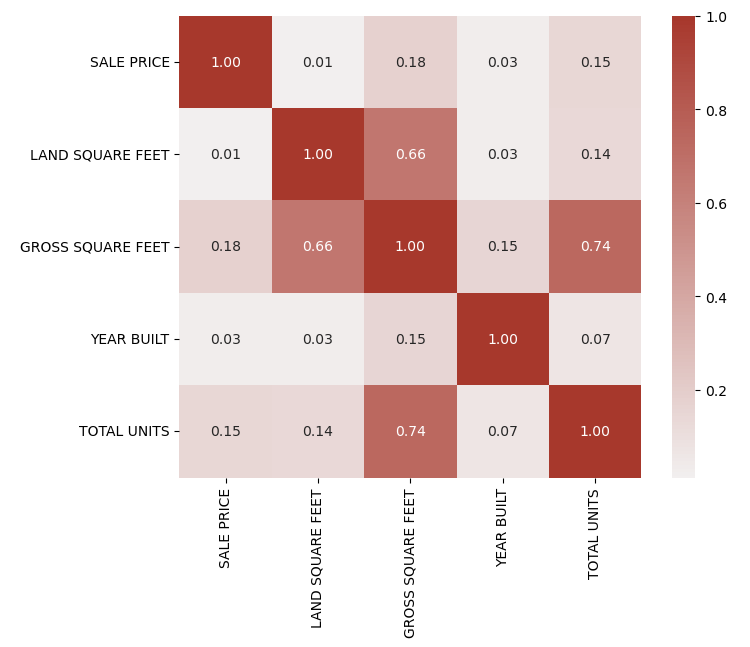 SALE PRICE 1.00 0.01 0.18 0.03 0.15
LAND SQUARE FEET 0.01 1.00 0.66 0.03 0.14
GROSS SQUARE FEET 0.18 0.66 1.00 0.15 0.74
YEAR BUILT 0.03 0.03 0.15 1.00 0.07
TOTAL UNITS 0.15 0.14 0.74 0.07 1.00
SALE PRICE
LAND SQUARE FEET
GROSS SQUARE FEET
YEAR BUILT
TOTAL UNITS
1.0
0.8
0.6
0.4
0.2